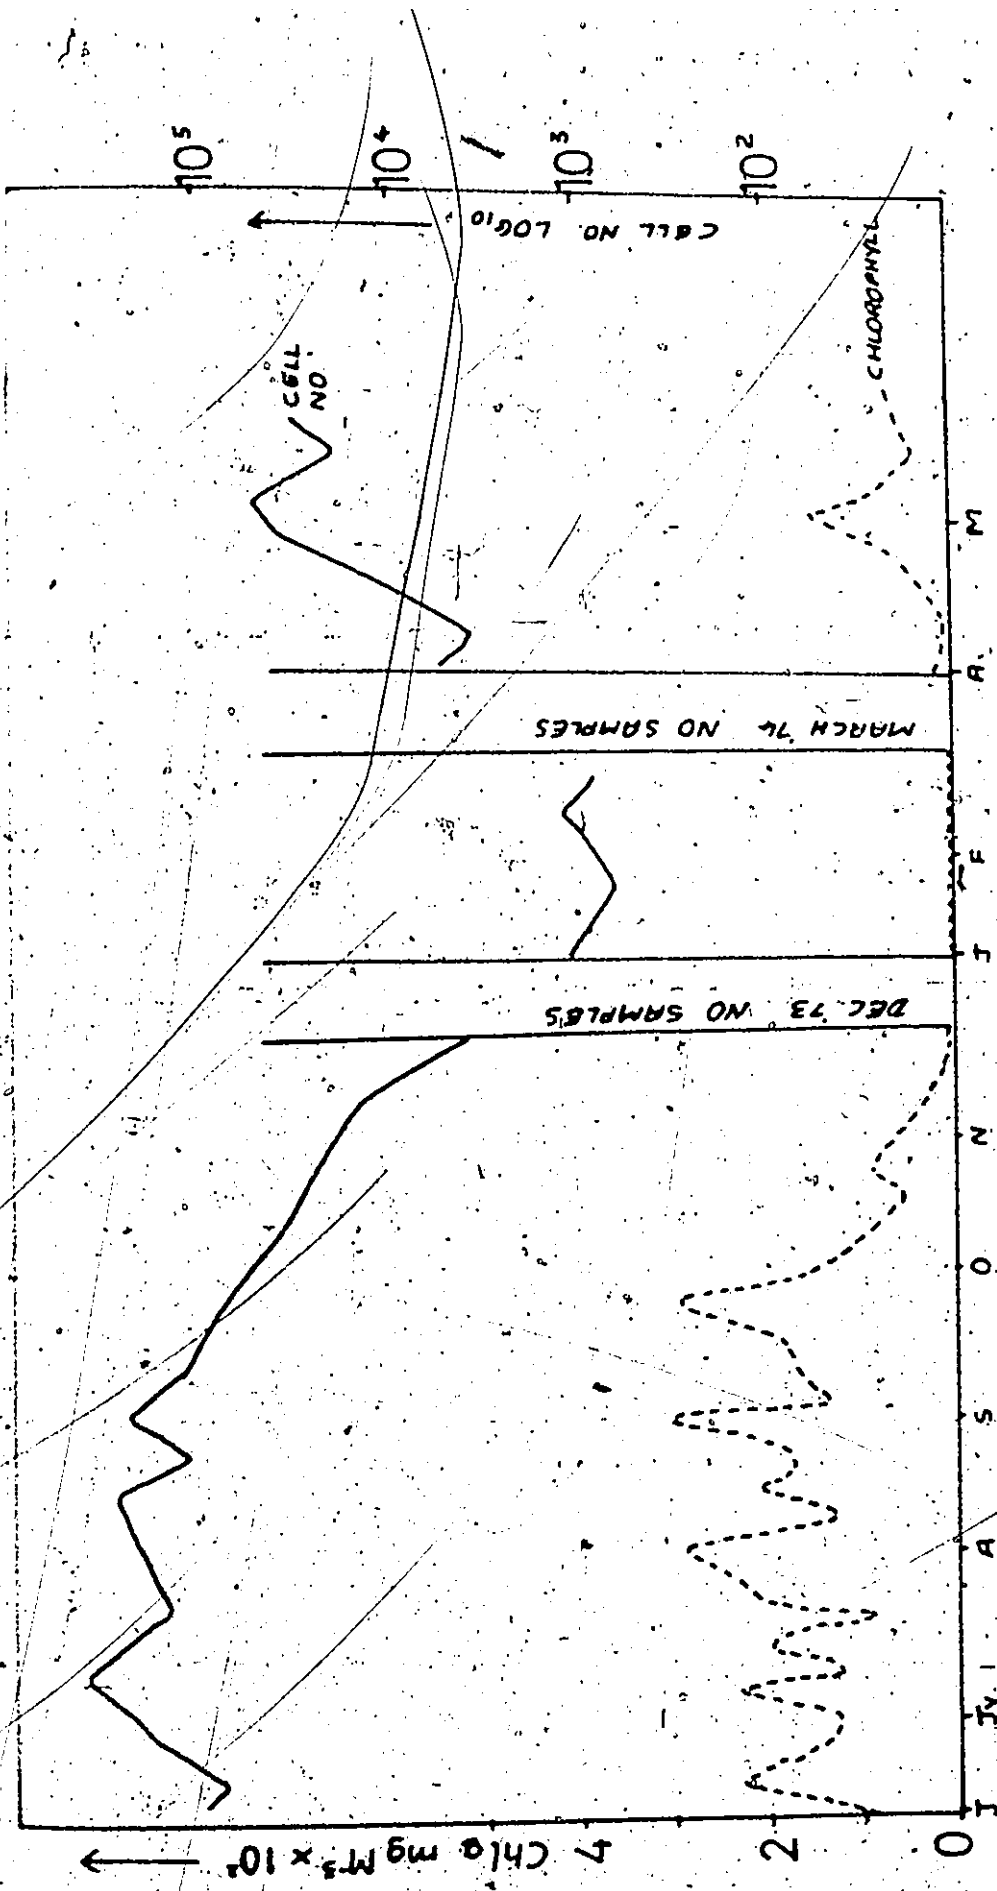 Chl a mg M⁻³ x 10²
4
2
0
J
Jy
A
S
O
N
J
F
A
M
DEC. 73 NO SAMPLES
MARCH 74 NO SAMPLES
CELL
NO.
CHLOROPHYLL
CELL NO. LOG₁₀
10⁵
10⁴
10³
10²